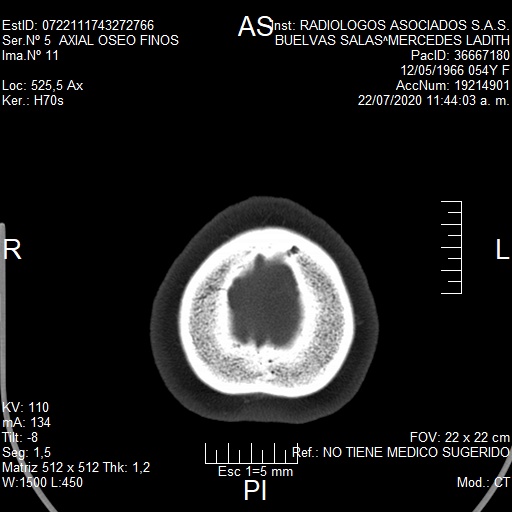 EstID: 0722111743272766
Ser.Nº 5 AXIAL OSEO FINOS
Ima.Nº 11
Loc: 525,5 Ax
Ker.: H70s
AS
Inst: RADIOLOGOS ASOCIADOS S.A.S.
BUELVAS SALAS^MERCEDES LADITH
PacID: 36667180
12/05/1966 054Y F
AccNum: 19214901
22/07/2020 11:44:03 a. m.
R
L
KV: 110
mA: 134
Tilt: -8
Seg: 1,5
Matriz 512 x 512 Thk: 1,2
W:1500 L:450
Esc 1=5 mm
PI
FOV: 22 x 22 cm
Ref.: NO TIENE MEDICO SUGERIDO
Mod.: CT